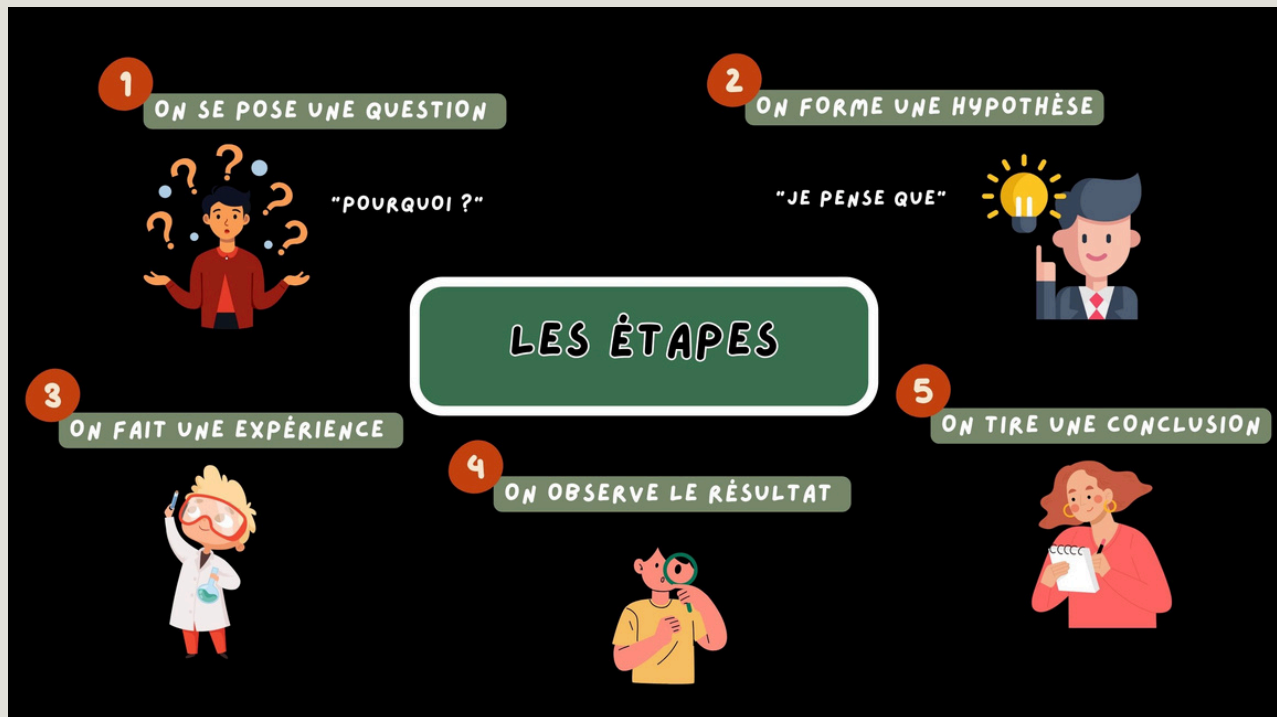 1
ON SE POSE UNE QUESTION
"POURQUOI ?"
2
ON FORME UNE HYPOTHÈSE
"JE PENSE QUE"
LES ÉTAPES
3
ON FAIT UNE EXPÉRIENCE
4
ON OBSERVE LE RÉSULTAT
5
ON TIRE UNE CONCLUSION